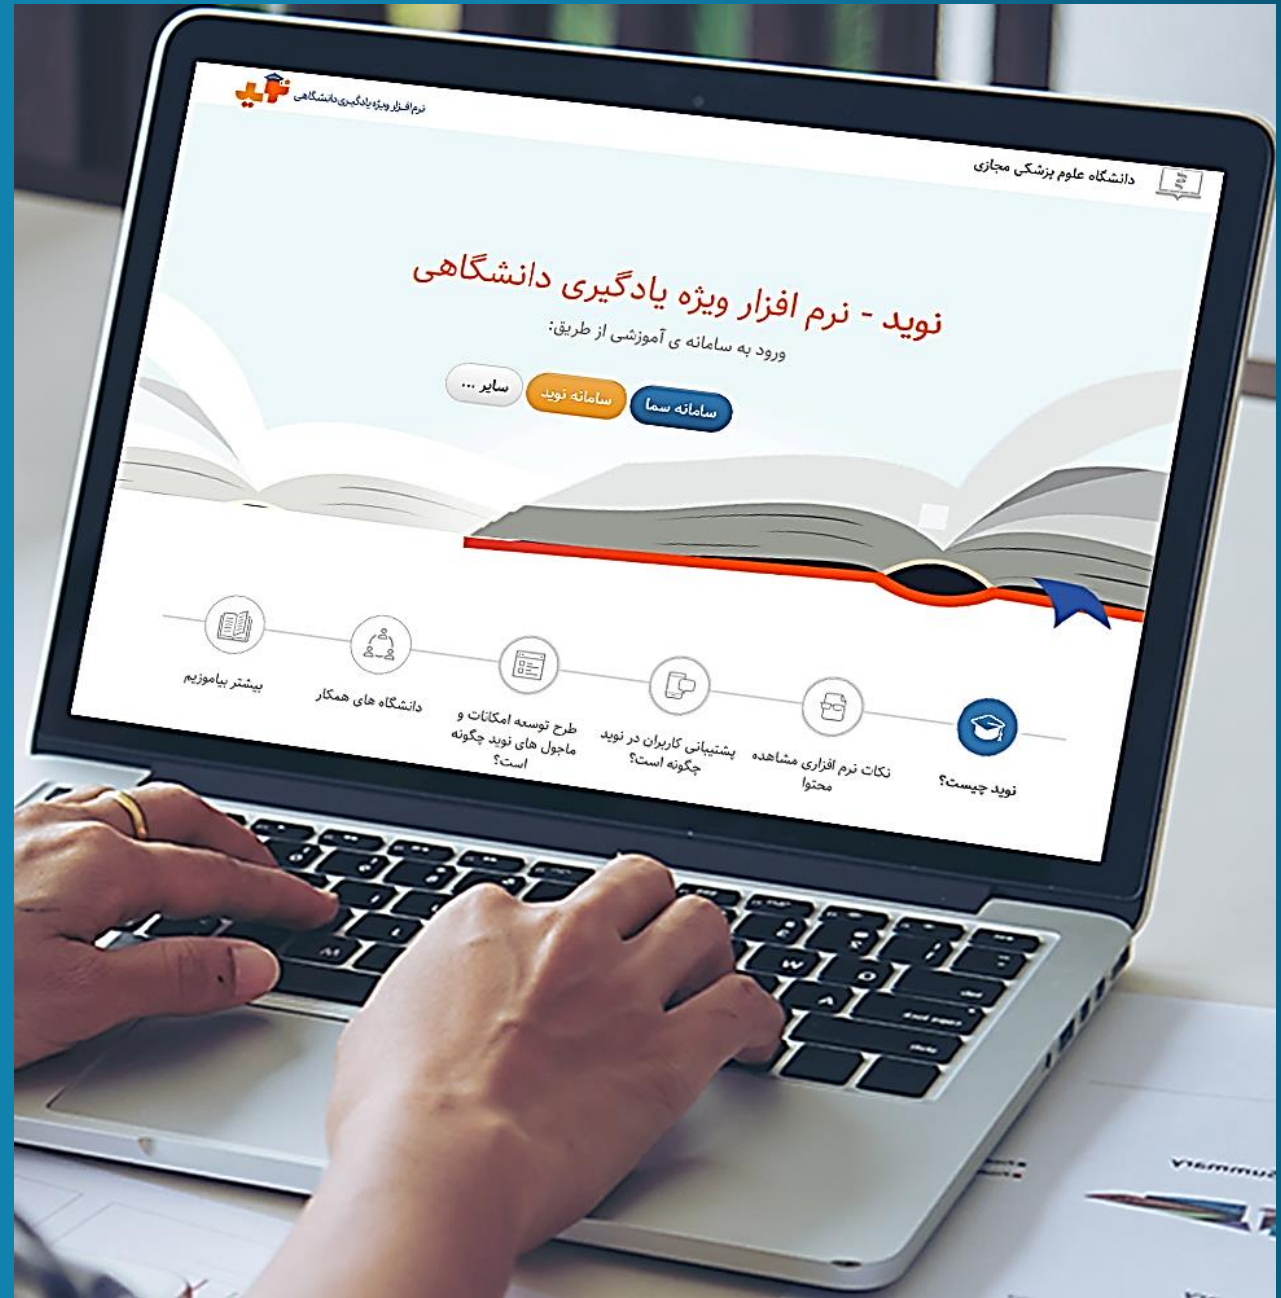 دانشگاه علوم پزشکی مجازی
نوید
نرم افزار ویژه یادگیری دانشگاهی
نوید - نرم افزار ویژه یادگیری دانشگاهی
ورود به سامانه ی آموزشی از طریق:
سامانه سما
سامانه نوید
سایر ...
نوید چیست؟
نکات نرم افزاری مشاهده
محتوا
پشتیبانی کاربران در نوید
چگونه است؟
طرح توسعه امکانات و
ماجول های نوید چگونه
است؟
دانشگاه های همکار
بیشتر بیاموزیم